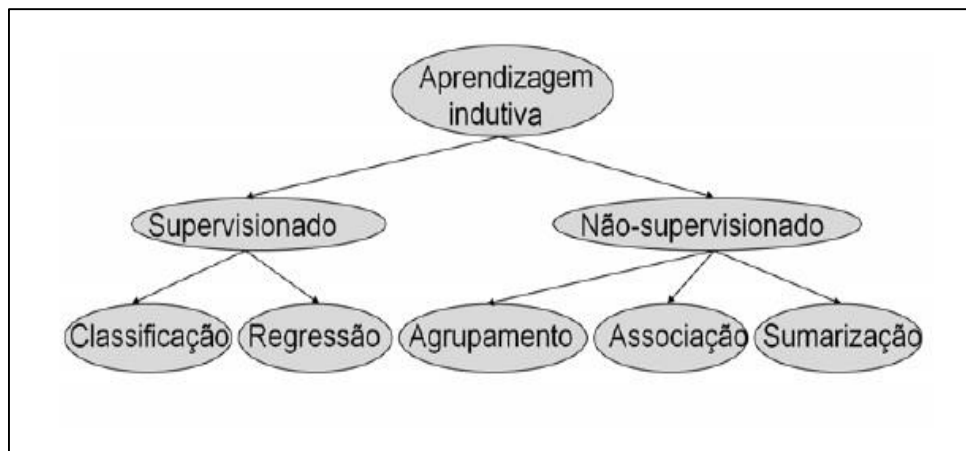 Aprendizagem
indutiva
Supervisionado
Não-supervisionado
Classificação
Regressão
Agrupamento
Associação
Sumarização